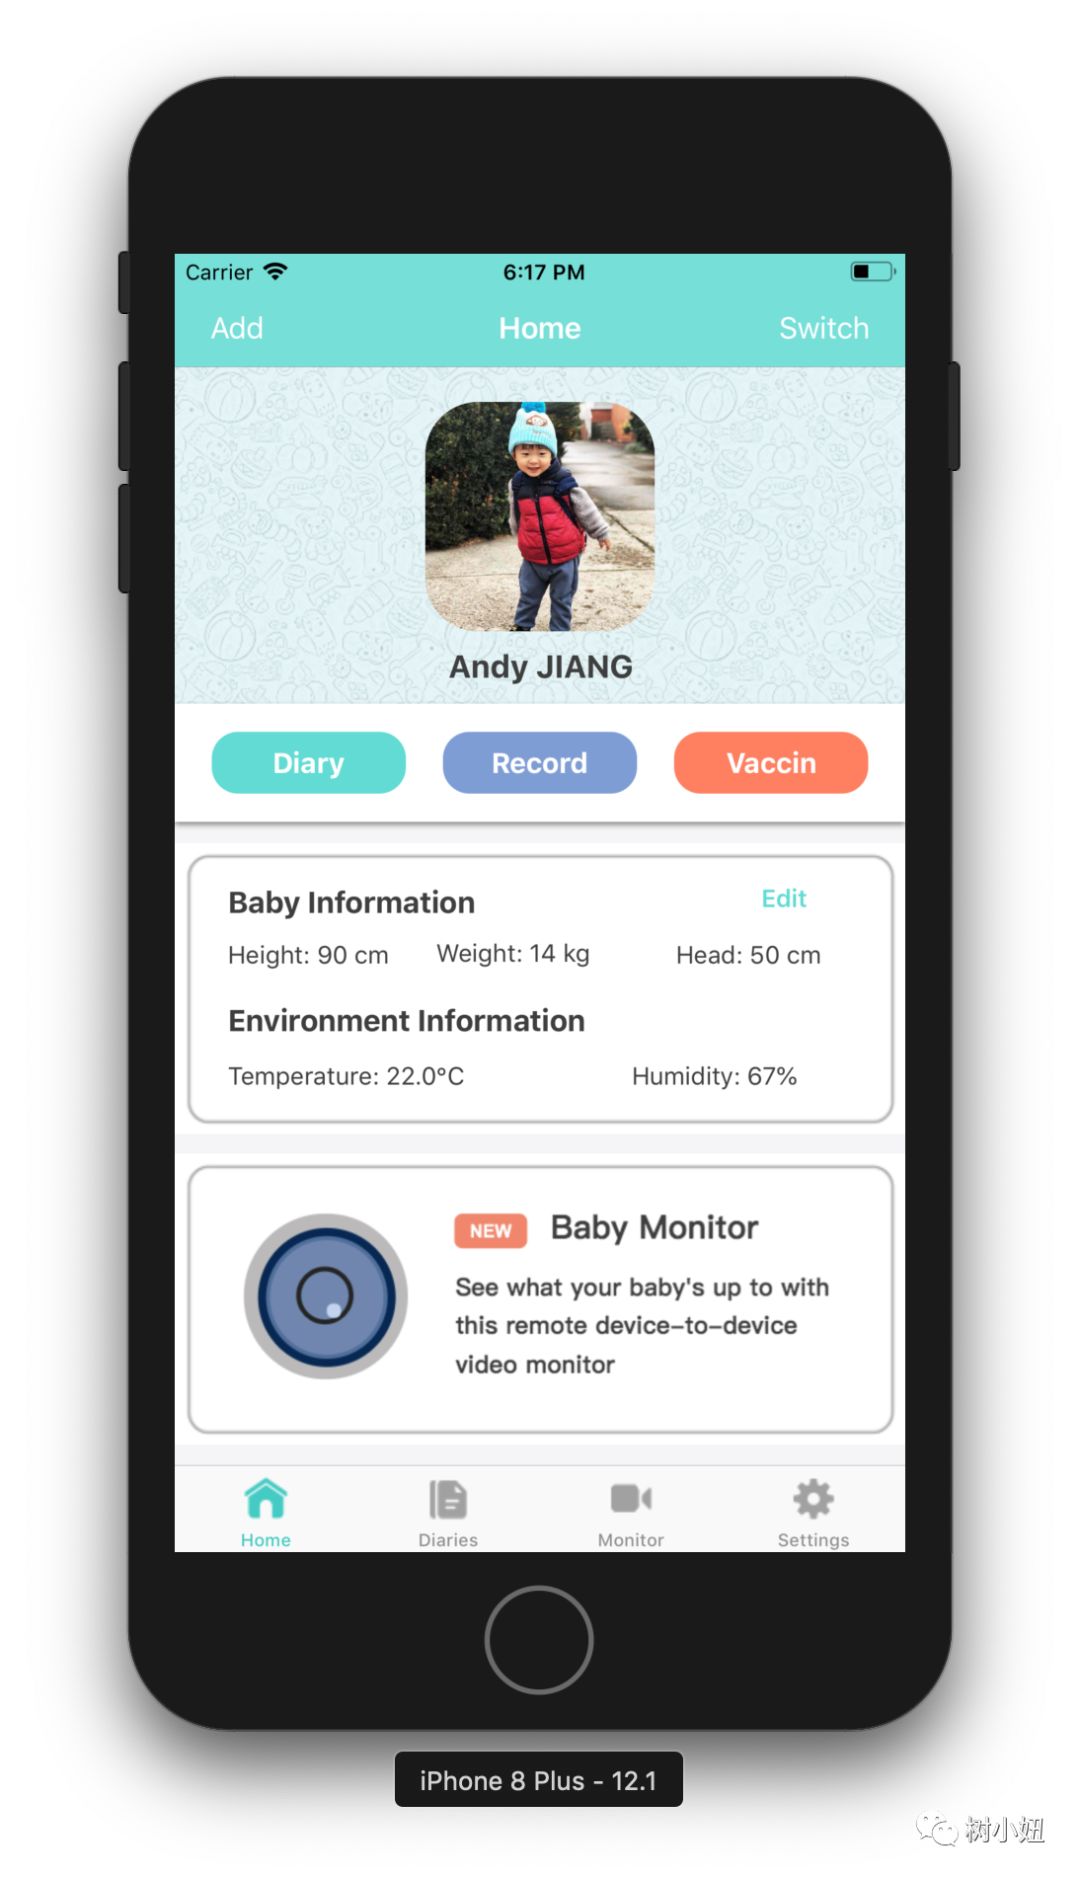 Carrier 6:17 PM
Add Home Switch
Andy JIANG
Diary Record Vaccin
Baby Information Edit
Height: 90 cm Weight: 14 kg Head: 50 cm
Environment Information
Temperature: 22.0°C Humidity: 67%
NEW Baby Monitor
See what your baby's up to with
this remote device-to-device
video monitor
Home Diaries Monitor Settings
iPhone 8 Plus - 12.1
树小妞